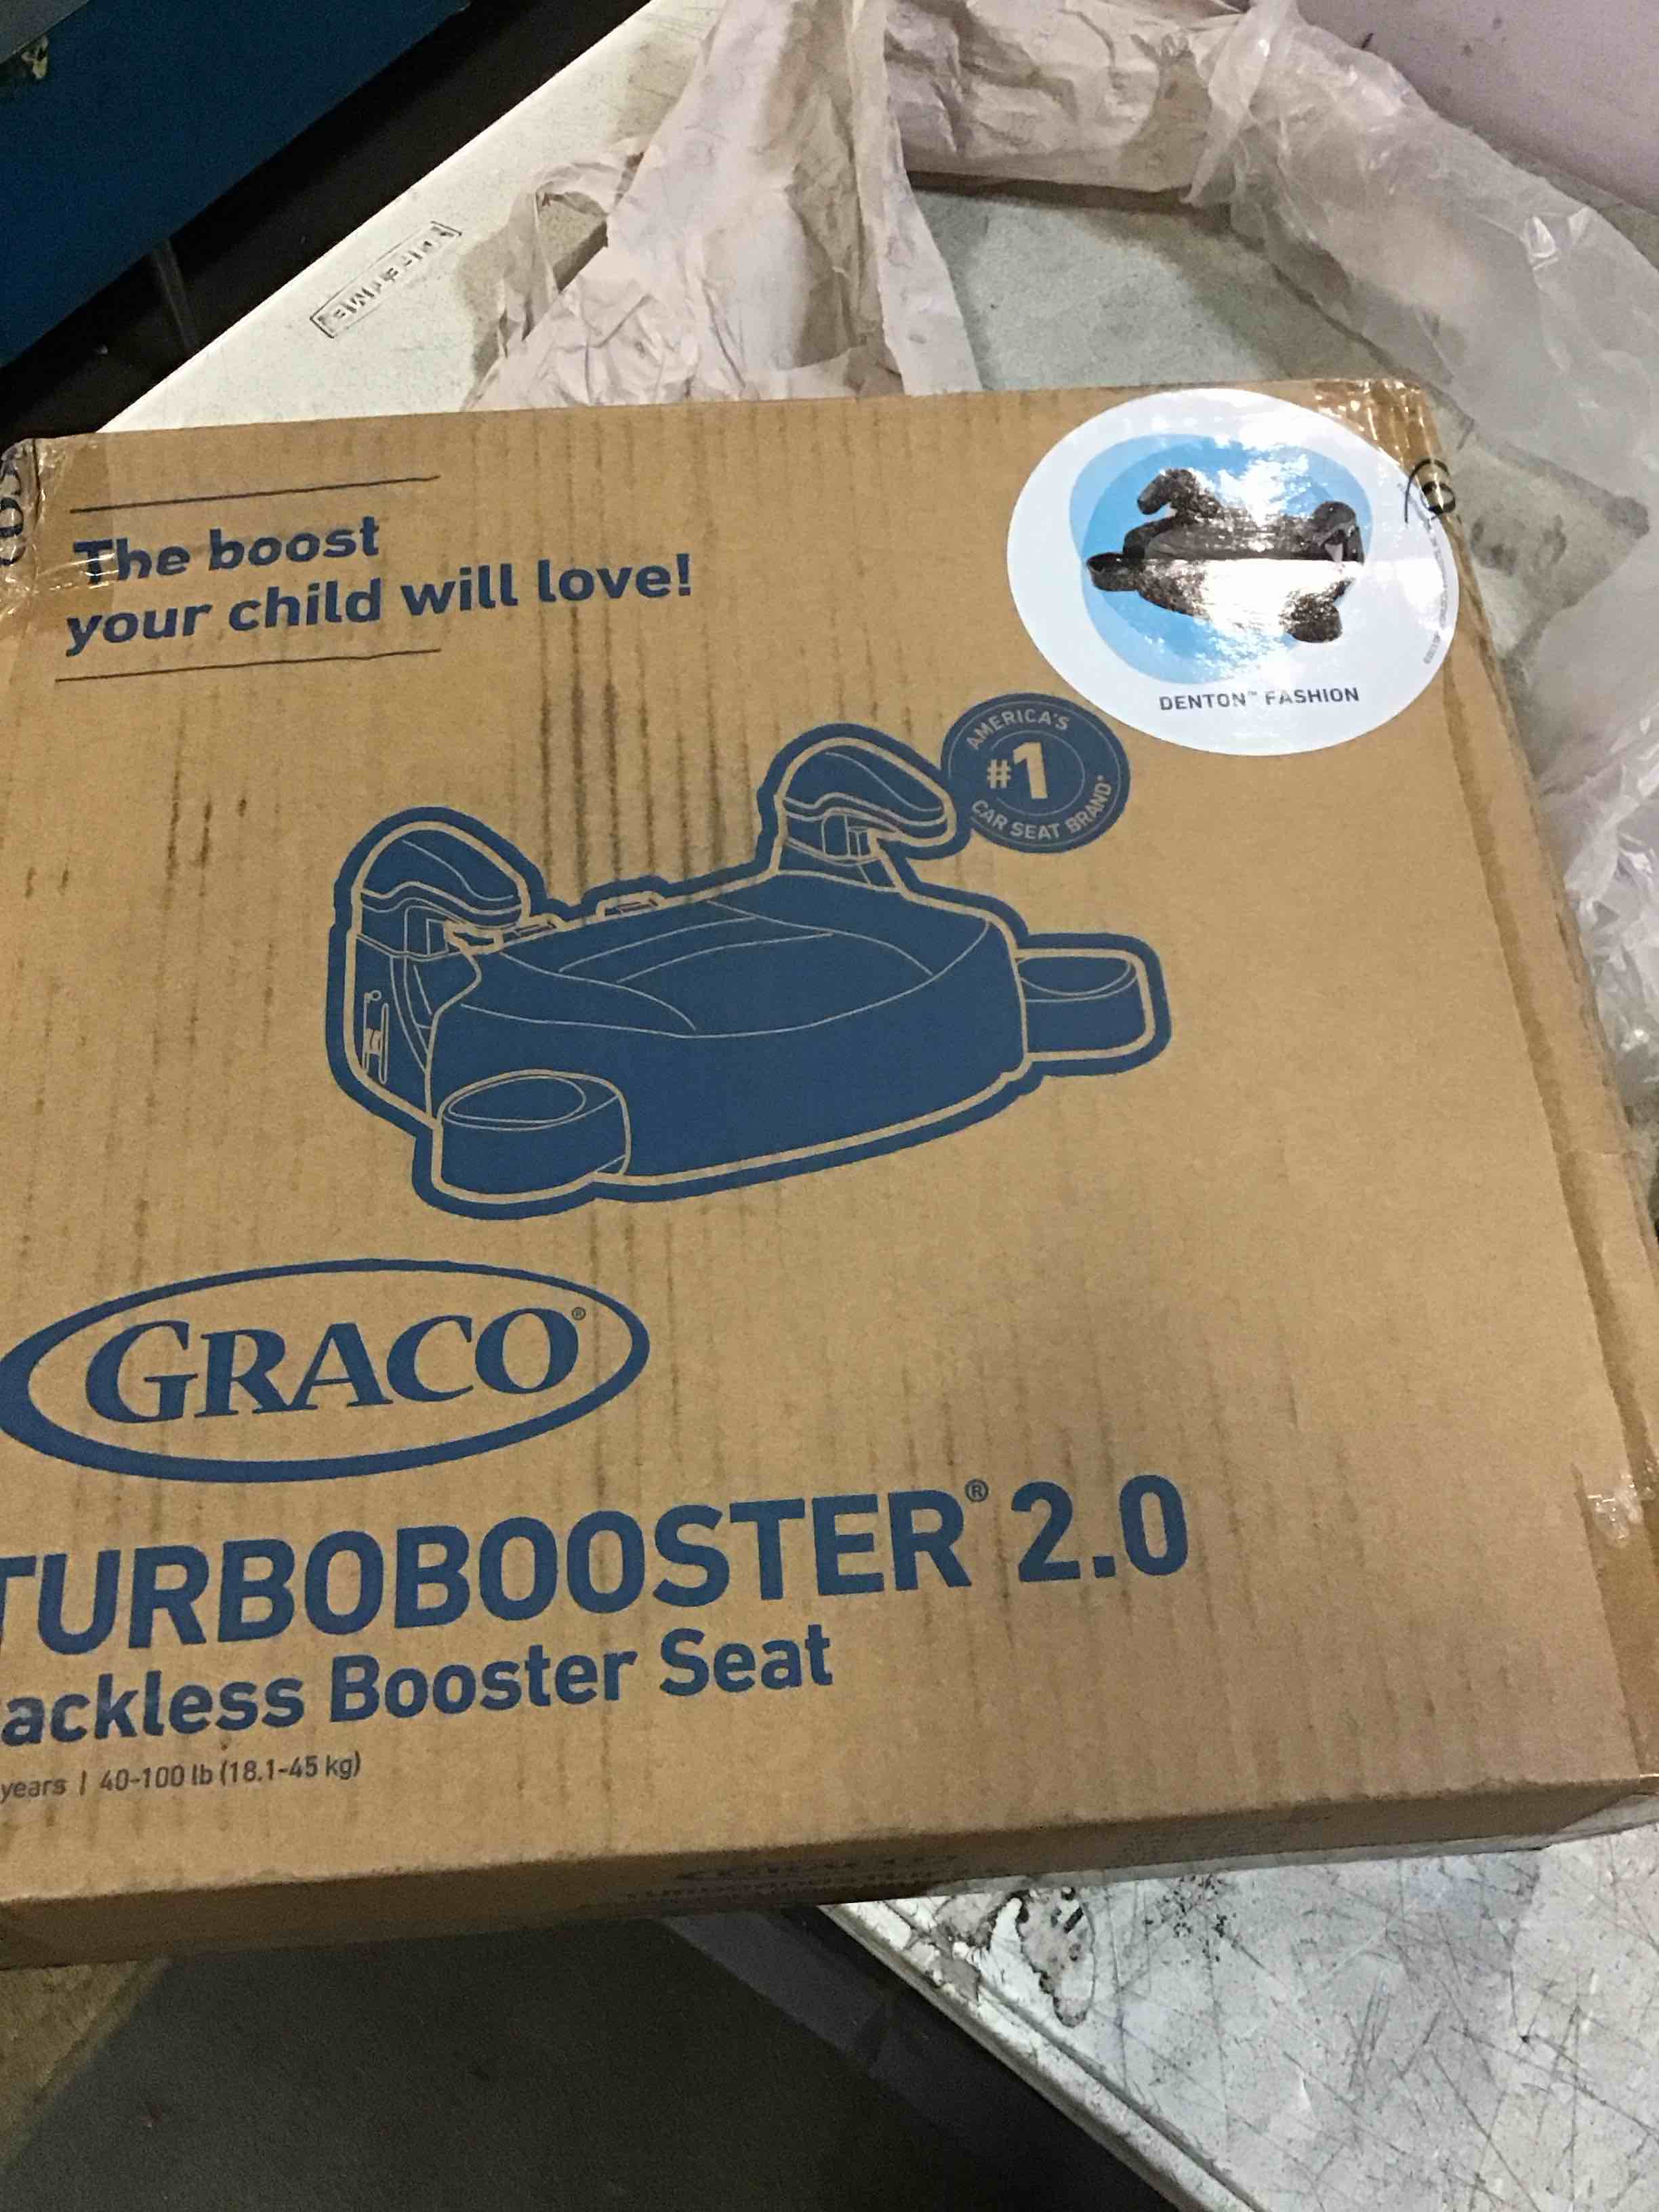 The boost
your child will love!
DENTON™ FASHION
AMERICA'S
#1
CAR SEAT BRAND*
GRACO®
TURBOBOOSTER® 2.0
ackless Booster Seat
years | 40-100 lb (18.1-45 kg)